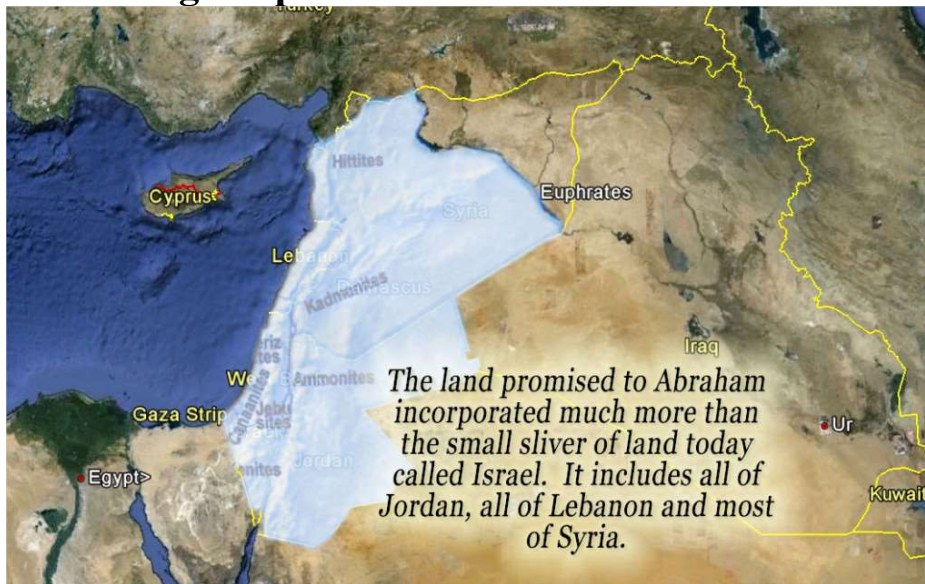 Hittites
Cyprus
Euphrates
Syria
Lebanon
Damascus
Kadmonites
Iraq
Ammonites
Canaanites
Gaza Strip
Jebu
sites
Jordan
Egypt>
Ur
Kuwait
The land promised to Abraham
incorporated much more than
the small sliver of land today
called Israel. It includes all of
Jordan, all of Lebanon and most
of Syria.